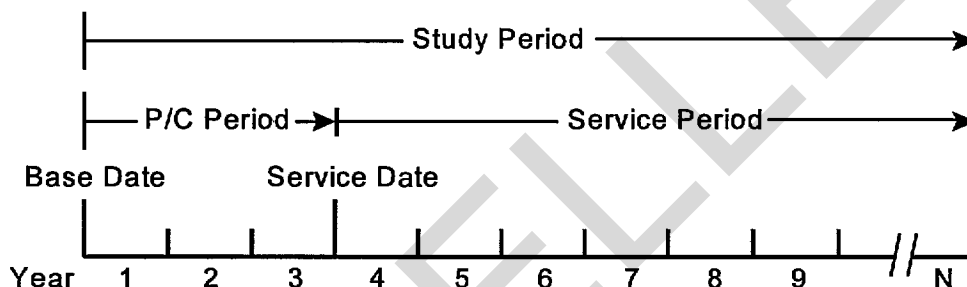 Study Period
P/C Period Service Period
Base Date Service Date
Year 1 2 3 4 5 6 7 8 9 N